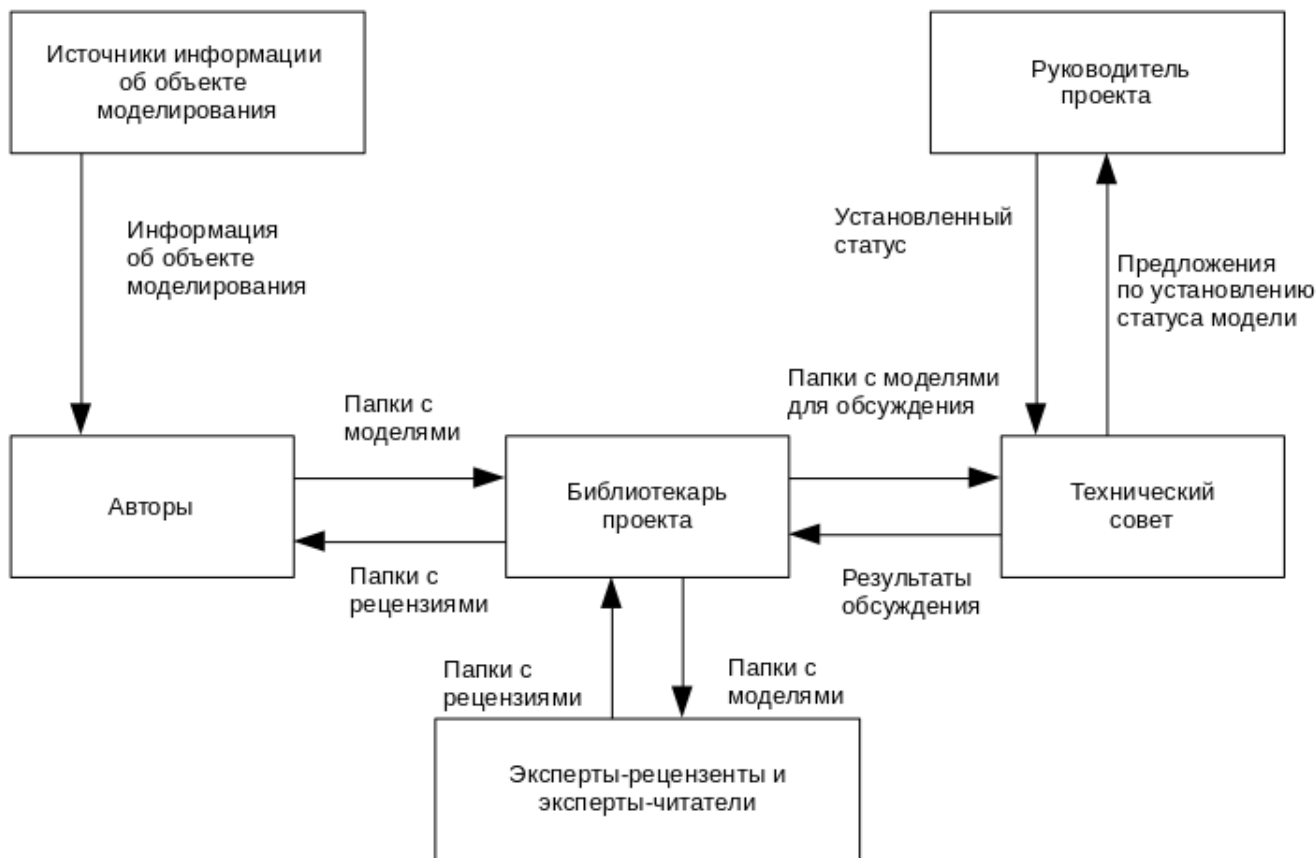 Источники информации
об объекте
моделирования
Руководитель
проекта
Информация
об объекте
моделирования
Установленный
статус
Предложения
по установлению
статуса модели
Папки с
моделями
Папки с моделями
для обсуждения
Авторы
Библиотекарь
проекта
Технический
совет
Папки с
рецензиями
Результаты
обсуждения
Папки с
рецензиями
Папки с
моделями
Эксперты-рецензенты и
эксперты-читатели